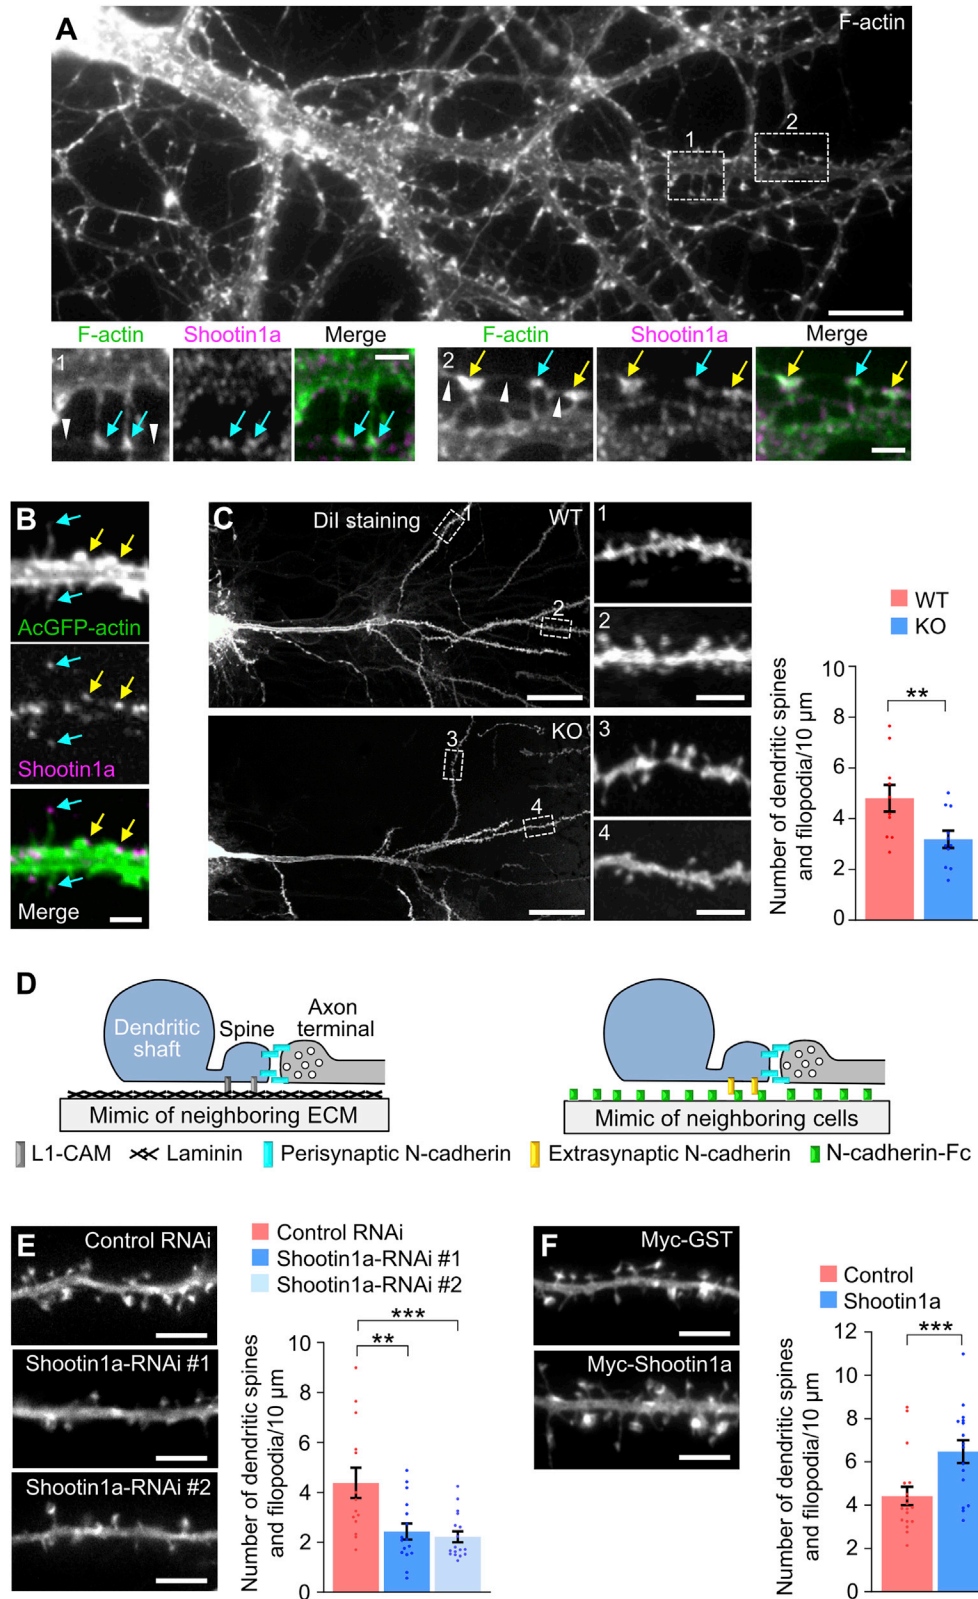 A
F-actin
1
2
F-actin
Shootin1a
Merge
F-actin
Shootin1a
Merge
1
2
B
AcGFP-actin
Shootin1a
Merge
C
DiI staining
WT
1
2
KO
3
4
1
2
3
4
WT
KO
Number of dendritic spines
and filopodia/10 µm
10
8
6
4
2
0
**
D
Dendritic
shaft
Spine
Axon
terminal
Mimic of neighboring ECM
Mimic of neighboring cells
L1-CAM
Laminin
Perisynaptic N-cadherin
Extrasynaptic N-cadherin
N-cadherin-Fc
E
Control RNAi
Shootin1a-RNAi #1
Shootin1a-RNAi #2
Control RNAi
Shootin1a-RNAi #1
Shootin1a-RNAi #2
Number of dendritic spines
and filopodia/10 µm
10
8
6
4
2
0
***
**
F
Myc-GST
Myc-Shootin1a
Control
Shootin1a
Number of dendritic spines
and filopodia/10 µm
12
10
8
6
4
2
0
***